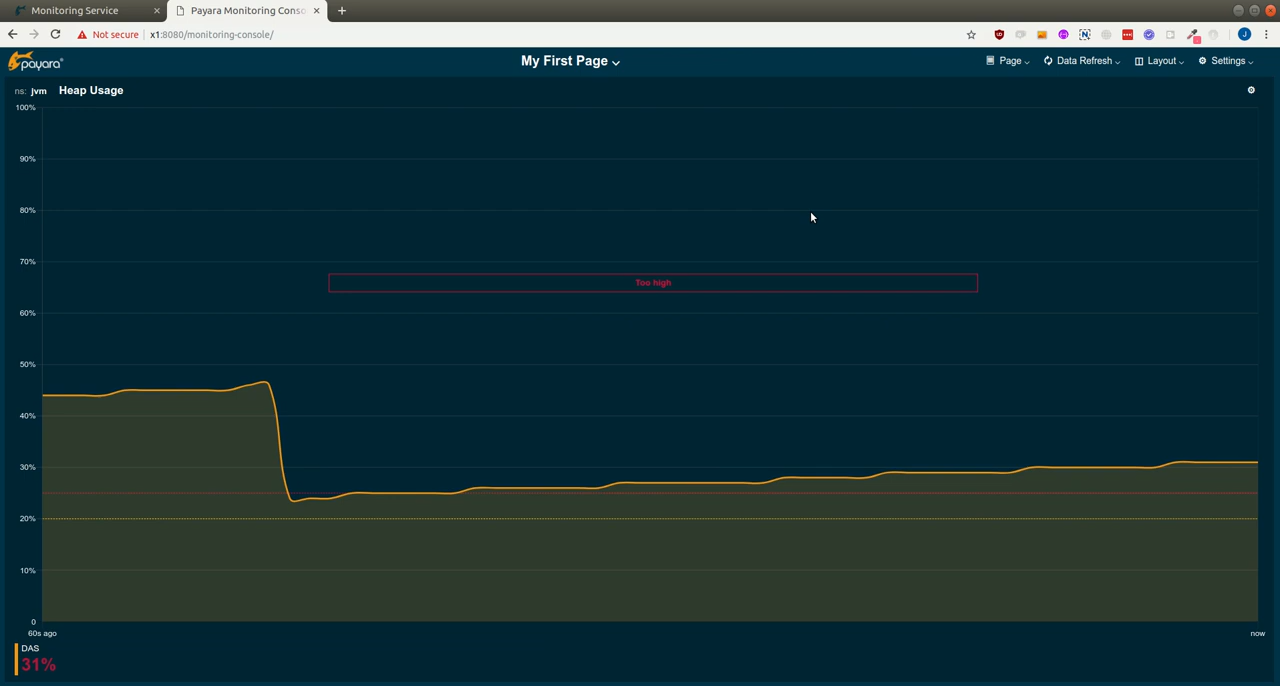 Monitoring Service
Payara Monitoring Conso
Not secure
x1:8080/monitoring-console/
payara
My First Page
Page
Data Refresh
Layout
Settings
ns: jvm Heap Usage
100%
90%
80%
70%
Too high
60%
50%
40%
30%
20%
10%
0
60s ago
now
DAS
31%